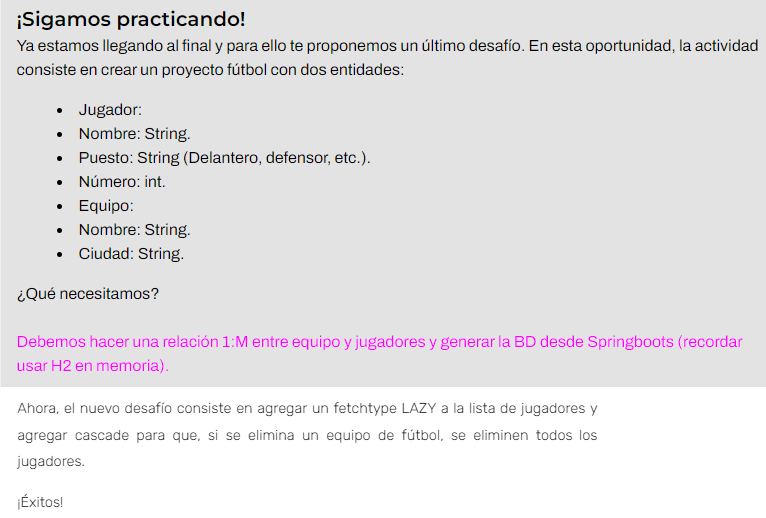 ¡Sigamos practicando!
Ya estamos llegando al final y para ello te proponemos un último desafío. En esta oportunidad, la actividad
consiste en crear un proyecto fútbol con dos entidades:
• Jugador:
• Nombre: String.
• Puesto: String (Delantero, defensor, etc.).
• Número: int.
• Equipo:
• Nombre: String.
• Ciudad: String.
¿Qué necesitamos?
Debemos hacer una relación 1:M entre equipo y jugadores y generar la BD desde Springboots (recordar
usar H2 en memoria).
Ahora, el nuevo desafío consiste en agregar un fetchtype LAZY a la lista de jugadores y
agregar cascade para que, si se elimina un equipo de fútbol, se eliminen todos los
jugadores.
¡Éxitos!